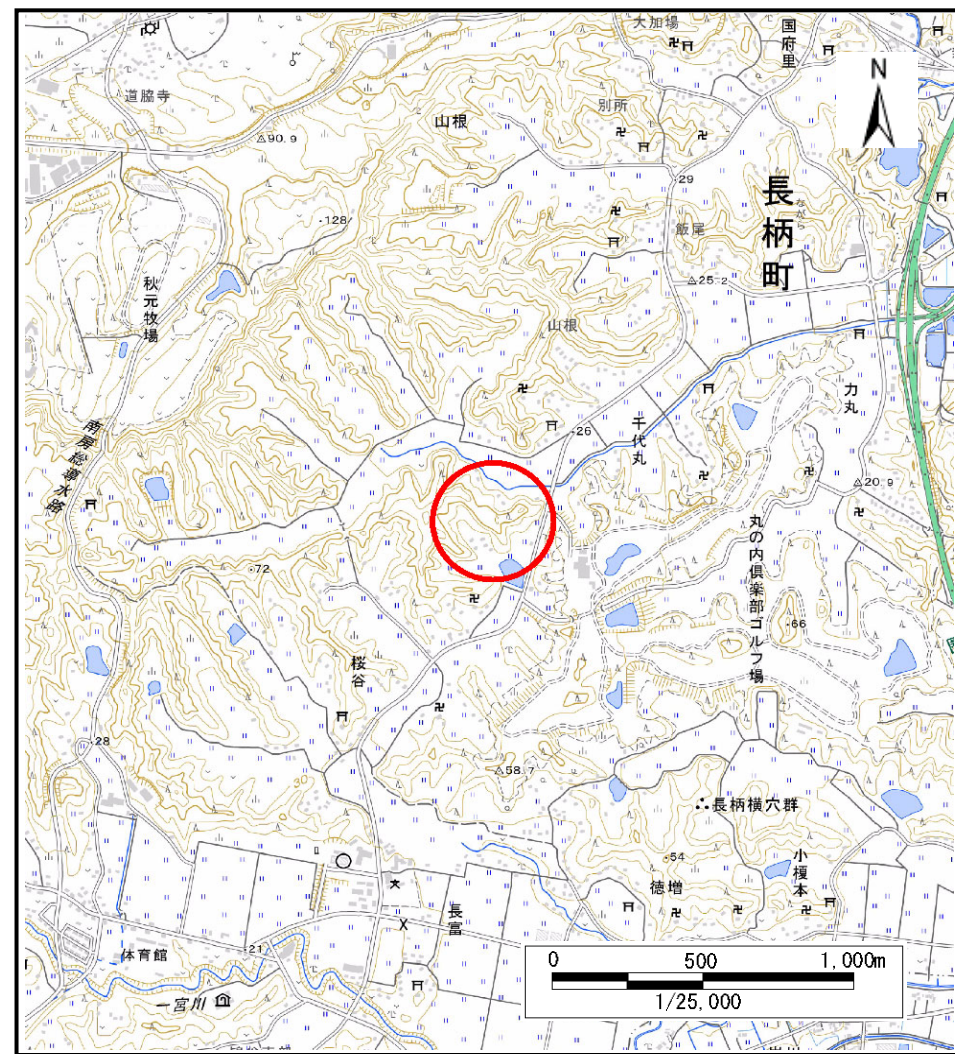 大加場
国府里
N
道脇寺
別所
山根
90.9
29
長柄町
ながら
128
飯尾
25.2
秋元牧場
山根
力丸
千代丸
26
南房総導水路
20.9
丸の内倶楽部ゴルフ場
72
66
桜谷
28
58.7
長柄横穴群
54
小榎本
徳増
長富
21
体育館
0 500 1,000m
1/25,000
一宮川